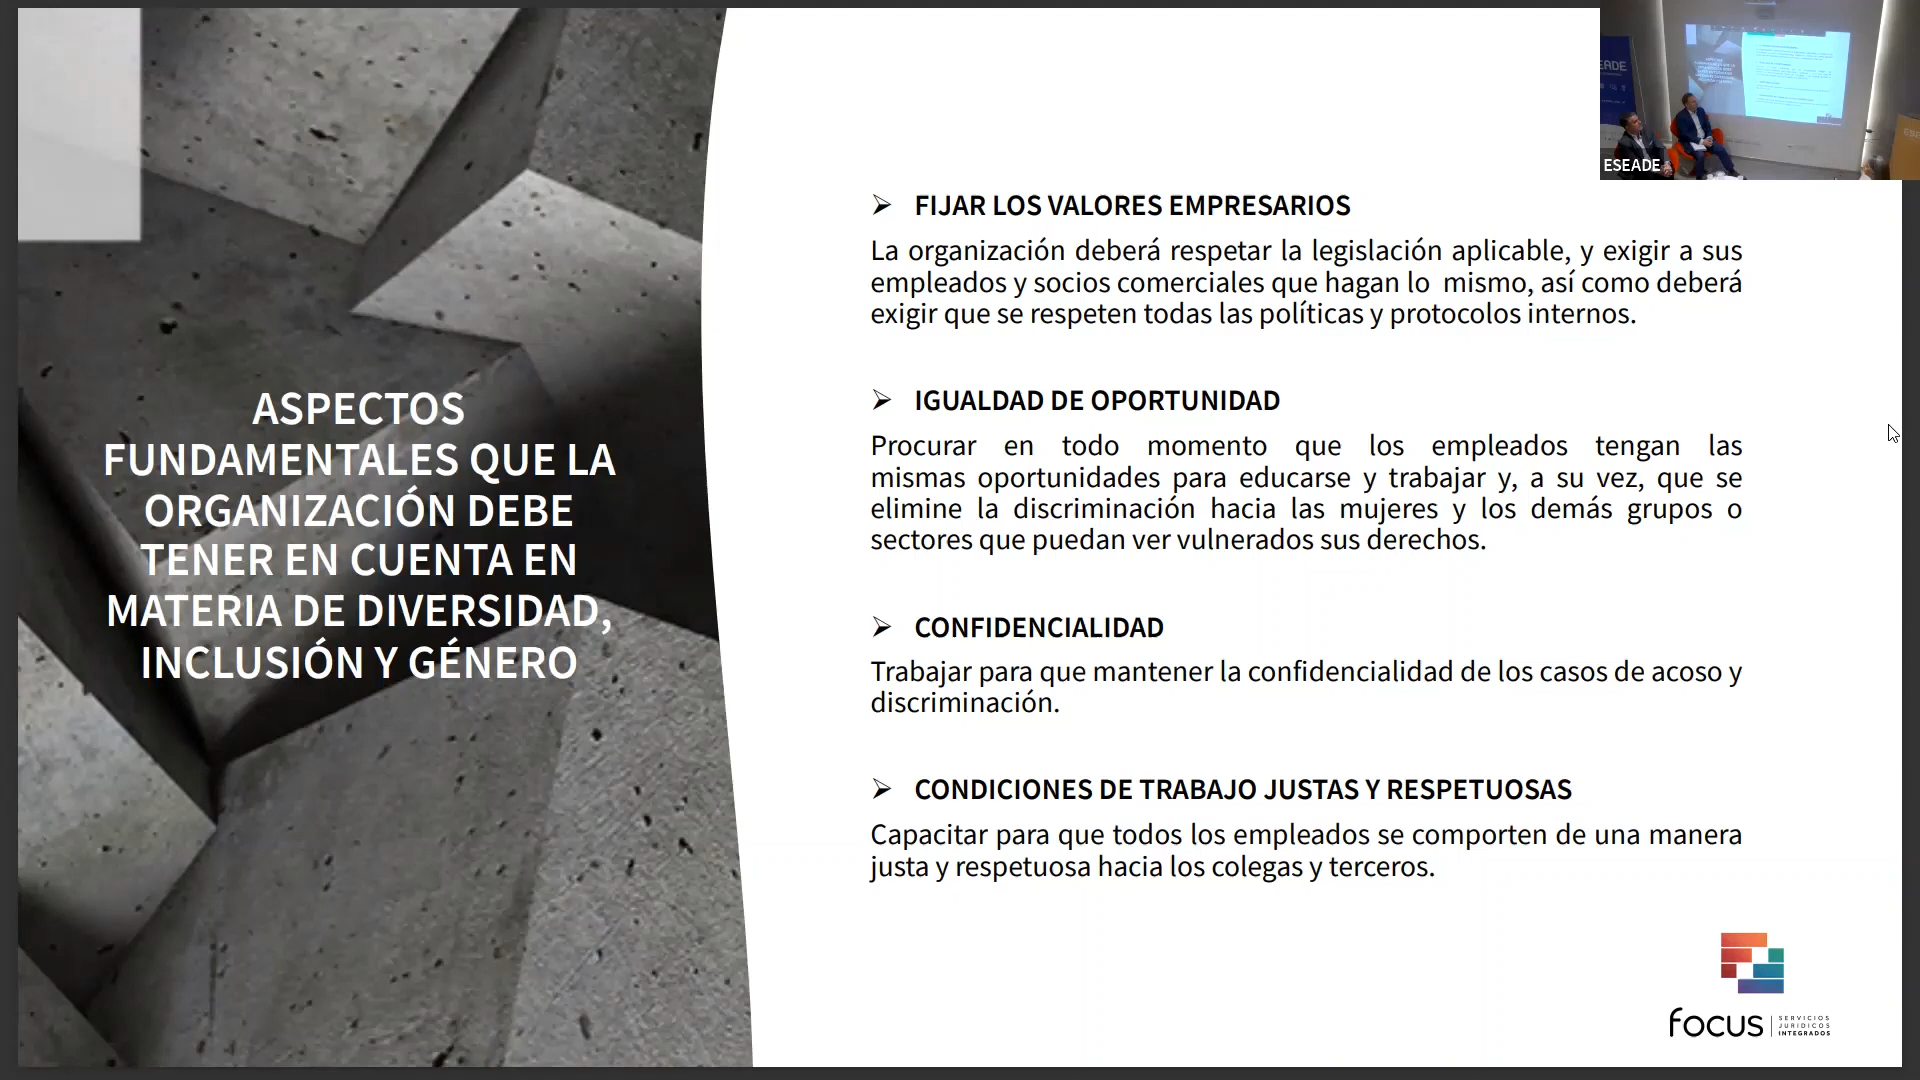 ASPECTOS
FUNDAMENTALES QUE LA
ORGANIZACIÓN DEBE
TENER EN CUENTA EN
MATERIA DE DIVERSIDAD,
INCLUSIÓN Y GÉNERO
➢ FIJAR LOS VALORES EMPRESARIOS
La organización deberá respetar la legislación aplicable, y exigir a sus
empleados y socios comerciales que hagan lo mismo, así como deberá
exigir que se respeten todas las políticas y protocolos internos.
➢ IGUALDAD DE OPORTUNIDAD
Procurar en todo momento que los empleados tengan las
mismas oportunidades para educarse y trabajar y, a su vez, que se
elimine la discriminación hacia las mujeres y los demás grupos o
sectores que puedan ver vulnerados sus derechos.
➢ CONFIDENCIALIDAD
Trabajar para que mantener la confidencialidad de los casos de acoso y
discriminación.
➢ CONDICIONES DE TRABAJO JUSTAS Y RESPETUOSAS
Capacitar para que todos los empleados se comporten de una manera
justa y respetuosa hacia los colegas y terceros.
focus
SERVICIOS
JURIDICOS
INTEGRADOS
ESEADE